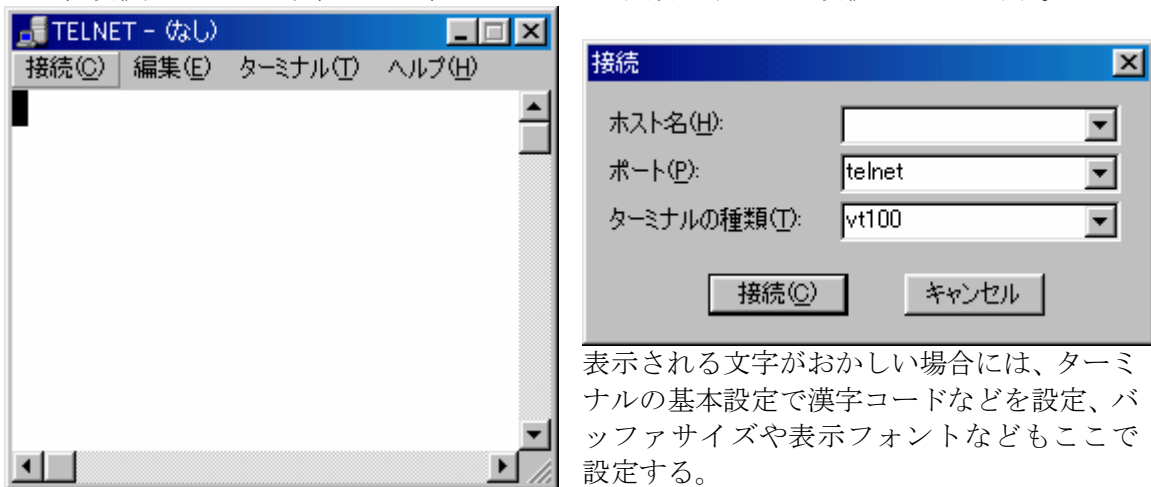 TELNET - (なし)
接続(C) 編集(E) ターミナル(T) ヘルプ(H)
接続
ホスト名(H):
ポート(P): telnet
ターミナルの種類(T): vt100
接続(C) キャンセル
表示される文字がおかしい場合には、ターミ
ナルの基本設定で漢字コードなどを設定、バ
ッファサイズや表示フォントなどもここで
設定する。